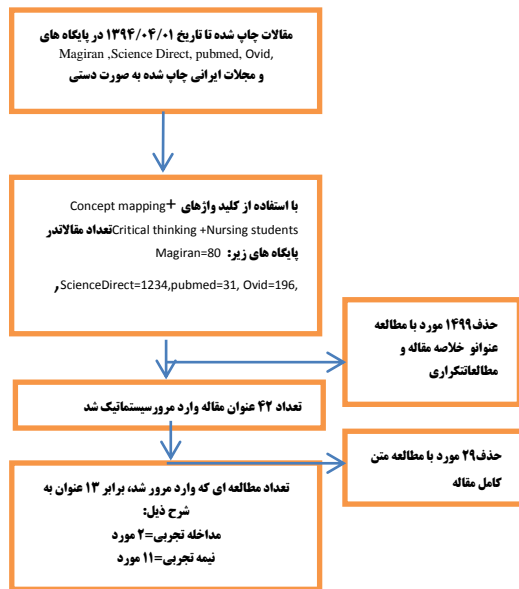 مقالات چاپ شده تا تاریخ ۱۳۹۴/۰۴/۰۱ در پایگاه های
Magiran ,Science Direct, pubmed, Ovid,
و مجلات ایرانی چاپ شده به صورت دستی
با استفاده از کلید واژهای +Concept mapping
Critical thinking +Nursing studentsتعداد مقالاتدر
پایگاه های زیر: Magiran=80
,ScienceDirect=1234,pubmed=31, Ovid=196,
حذف۱۴۹۹ مورد با مطالعه
عنوانو خلاصه مقاله و
مطالعاتتکراری
تعداد ۴۲ عنوان مقاله وارد مرورسیستماتیک شد
حذف۲۹ مورد با مطالعه متن
کامل مقاله
تعداد مطالعه ای که وارد مرور شد، برابر ۱۳ عنوان به
شرح ذیل:
مداخله تجربی=۲ مورد
نیمه تجربی=۱۱ مورد